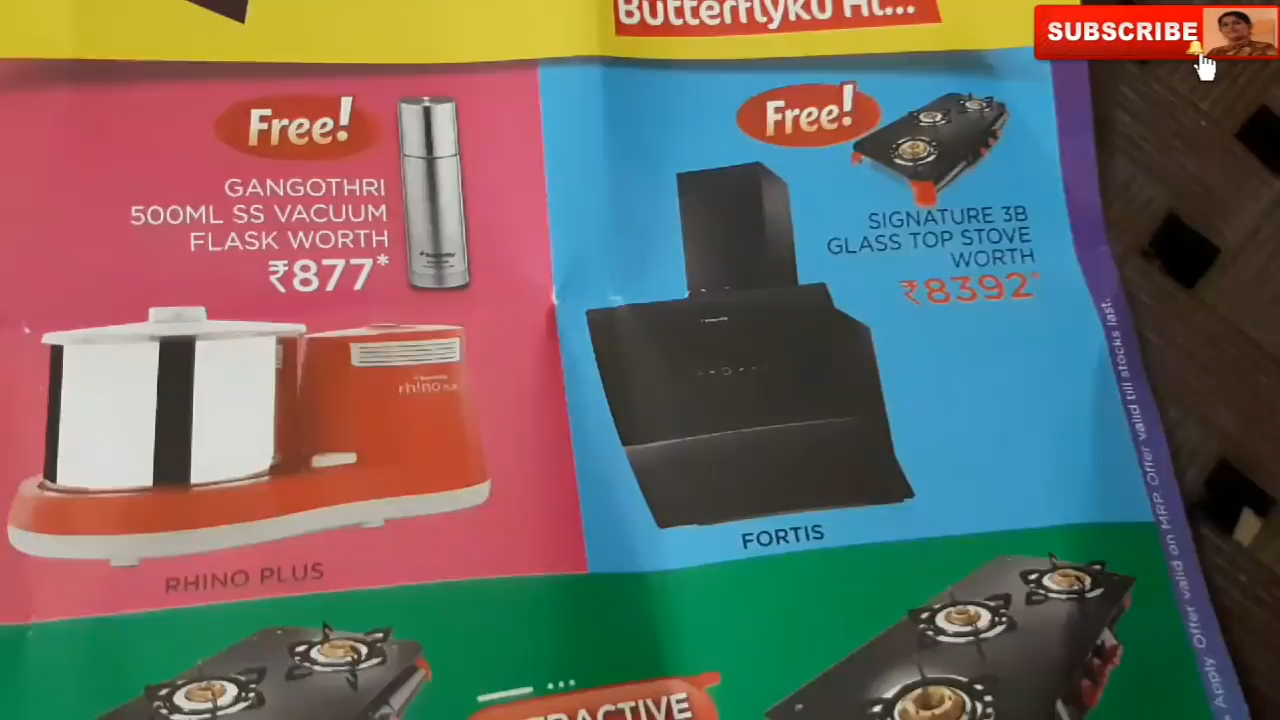 Butterflyku Hi...
SUBSCRIBE
Free!
GANGOTHRI
500ML SS VACUUM
FLASK WORTH
₹877*
rhino
RHINO PLUS
Free!
SIGNATURE 3B
GLASS TOP STOVE
WORTH
₹8392*
FORTIS
Apply. Offer valid on MRP. Offer valid till stocks last.